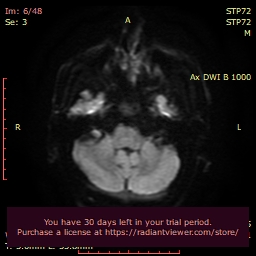 Im: 6/48
Se: 3
A
STP72
STP72
M
Ax DWI B 1000
R
L
You have 30 days left in your trial period.
Purchase a license at https://radiantviewer.com/store/